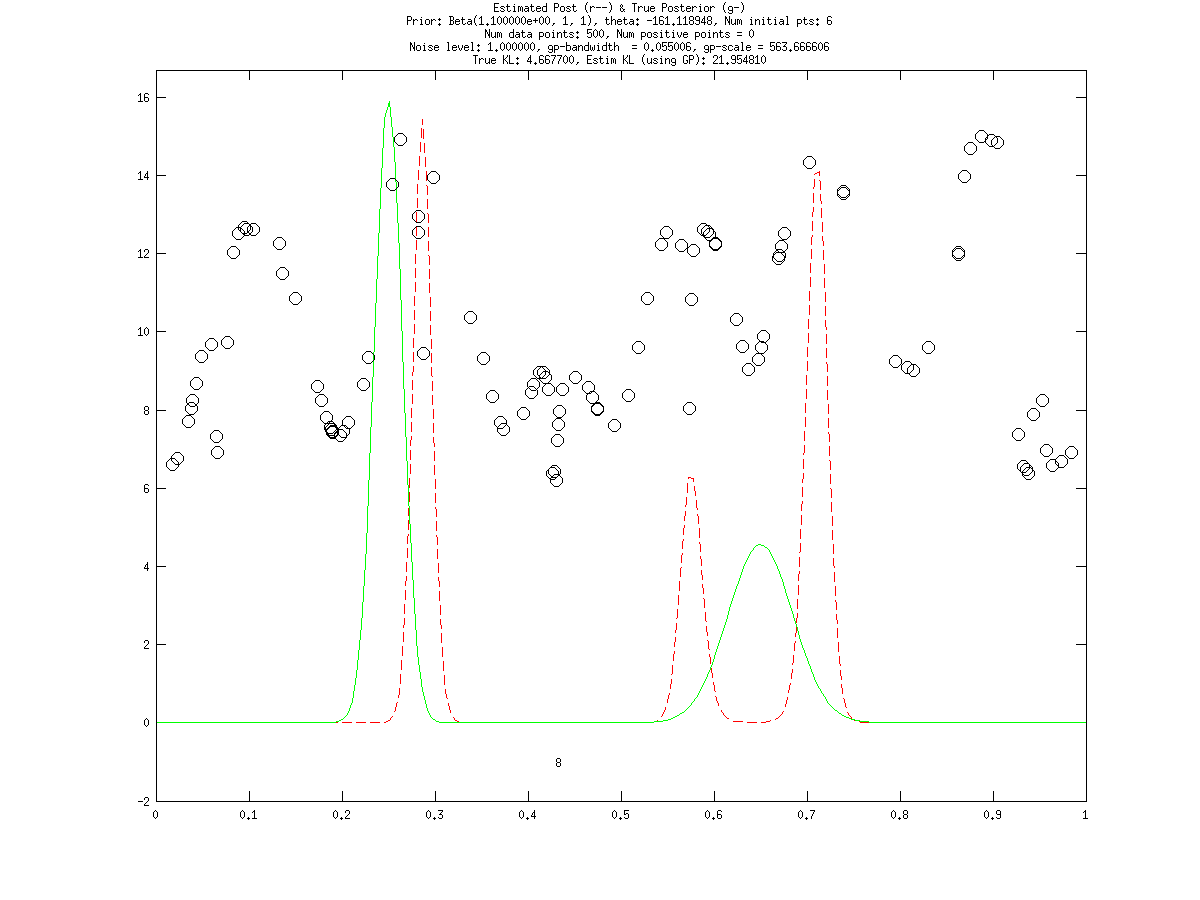 Estimated Post (r--) & True Posterior (g-)
Prior: Beta(1.100000e+00, 1, 1), theta: -161.118948, Num initial pts: 6
Num data points: 500, Num positive points = 0
Noise level: 1.000000, gp-bandwidth  = 0.055006, gp-scale = 563.666606
True KL: 4.667700, Estim KL (using GP): 21.954810
16
14
12
10
8
6
4
2
0
8
-2
0 0.1 0.2 0.3 0.4 0.5 0.6 0.7 0.8 0.9 1